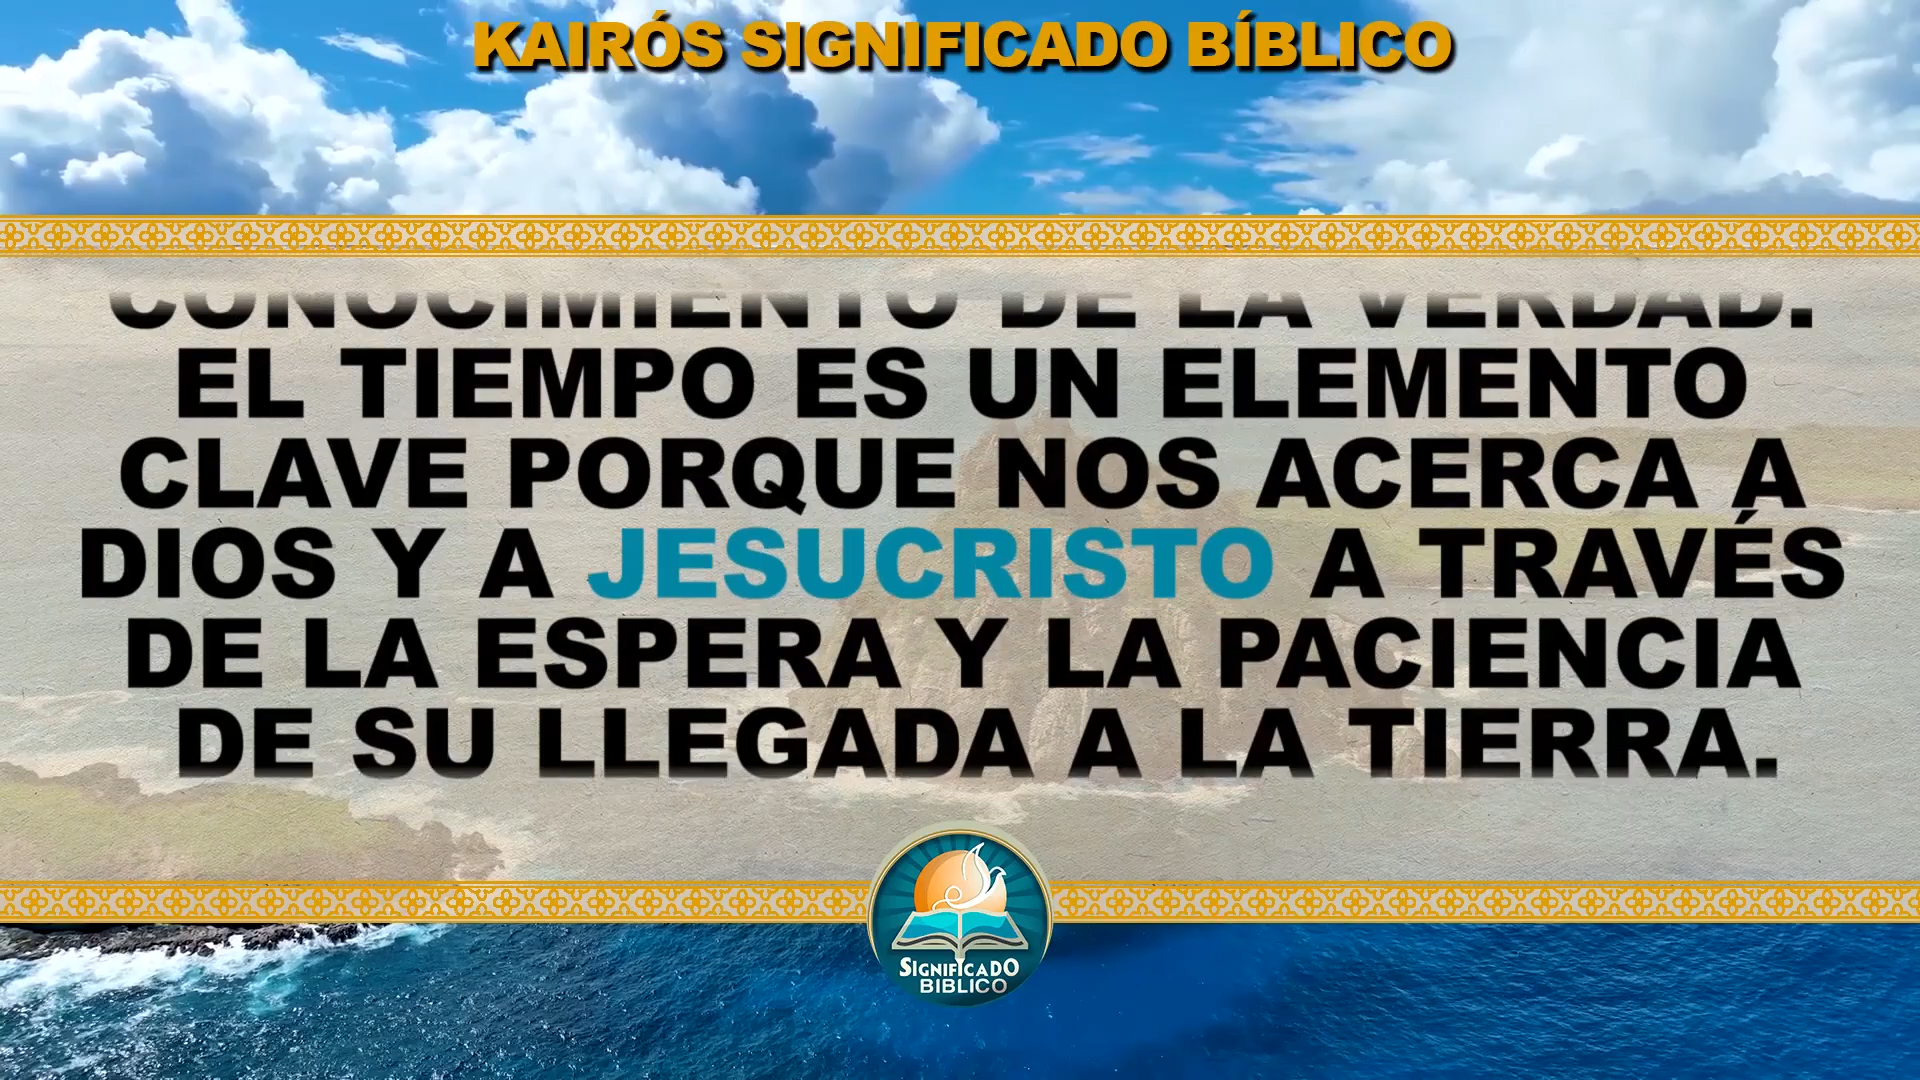 KAIRÓS SIGNIFICADO BÍBLICO
CONOCIMIENTO DE LA VERDAD.
EL TIEMPO ES UN ELEMENTO
CLAVE PORQUE NOS ACERCA A
DIOS Y A JESUCRISTO A TRAVÉS
DE LA ESPERA Y LA PACIENCIA
DE SU LLEGADA A LA TIERRA.
SIGNIFICADO
BIBLICO